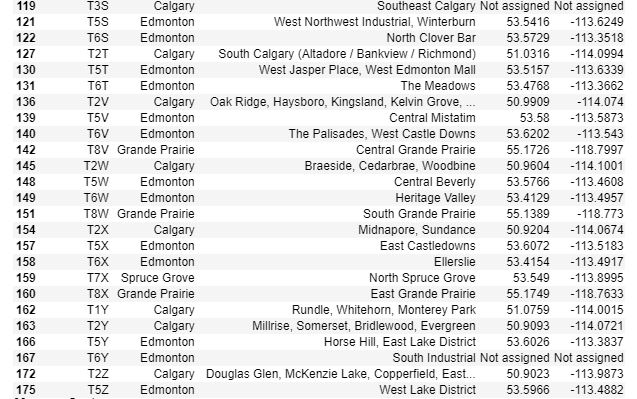 119 T3S Calgary Southeast Calgary Not assigned Not assigned
121 T5S Edmonton West Northwest Industrial, Winterburn 53.5416 -113.6249
122 T6S Edmonton North Clover Bar 53.5729 -113.3518
127 T2T Calgary South Calgary (Altadore / Bankview / Richmond) 51.0316 -114.0994
130 T5T Edmonton West Jasper Place, West Edmonton Mall 53.5157 -113.6339
131 T6T Edmonton The Meadows 53.4768 -113.3662
136 T2V Calgary Oak Ridge, Haysboro, Kingsland, Kelvin Grove, ... 50.9909 -114.074
139 T5V Edmonton Central Mistatim 53.58 -113.5873
140 T6V Edmonton The Palisades, West Castle Downs 53.6202 -113.543
142 T8V Grande Prairie Central Grande Prairie 55.1726 -118.7997
145 T2W Calgary Braeside, Cedarbrae, Woodbine 50.9604 -114.1001
148 T5W Edmonton Central Beverly 53.5766 -113.4608
149 T6W Edmonton Heritage Valley 53.4129 -113.4957
151 T8W Grande Prairie South Grande Prairie 55.1389 -118.773
154 T2X Calgary Midnapore, Sundance 50.9204 -114.0674
157 T5X Edmonton East Castledowns 53.6072 -113.5183
158 T6X Edmonton Ellerslie 53.4154 -113.4917
159 T7X Spruce Grove North Spruce Grove 53.549 -113.8995
160 T8X Grande Prairie East Grande Prairie 55.1749 -118.7633
162 T1Y Calgary Rundle, Whitehorn, Monterey Park 51.0759 -114.0015
163 T2Y Calgary Millrise, Somerset, Bridlewood, Evergreen 50.9093 -114.0721
166 T5Y Edmonton Horse Hill, East Lake District 53.6026 -113.3837
167 T6Y Edmonton South Industrial Not assigned Not assigned
172 T2Z Calgary Douglas Glen, McKenzie Lake, Copperfield, East... 50.9023 -113.9873
175 T5Z Edmonton West Lake District 53.5966 -113.4882